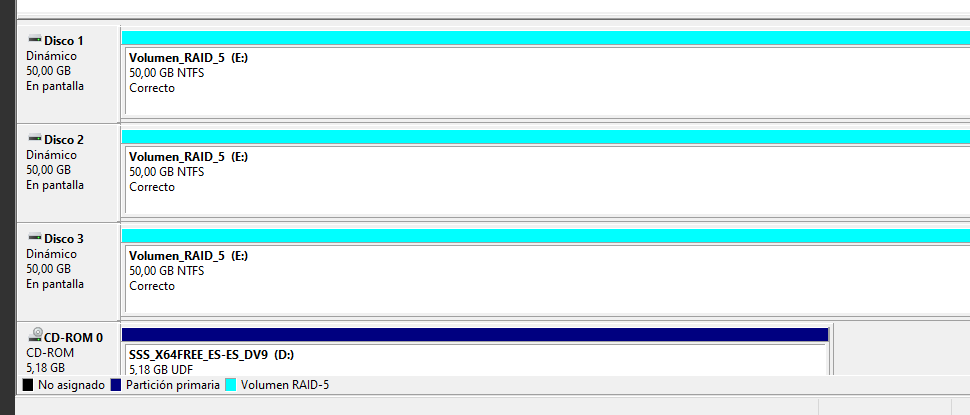 Disco 1
Dinámico
50,00 GB
En pantalla
Volumen_RAID_5 (E:)
50,00 GB NTFS
Correcto
Disco 2
Dinámico
50,00 GB
En pantalla
Volumen_RAID_5 (E:)
50,00 GB NTFS
Correcto
Disco 3
Dinámico
50,00 GB
En pantalla
Volumen_RAID_5 (E:)
50,00 GB NTFS
Correcto
CD-ROM 0
CD-ROM
5,18 GB
SSS_X64FREE_ES-ES_DV9 (D:)
5,18 GB UDF
No asignado Partición primaria Volumen RAID-5